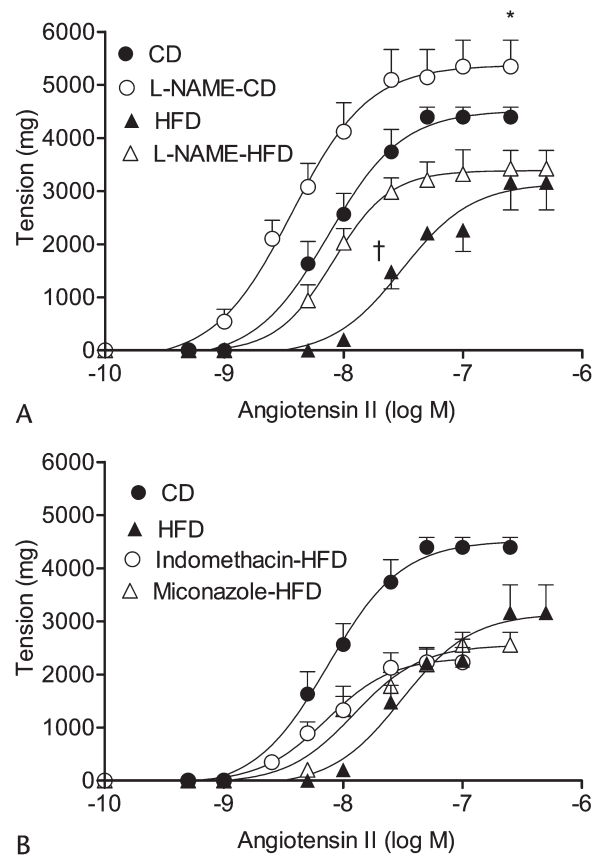 *
6000
5000
4000
3000
2000
1000
0
Tension (mg)
CD
L-NAME-CD
HFD
L-NAME-HFD
†
-10 -9 -8 -7 -6
Angiotensin II (log M)
A
6000
5000
4000
3000
2000
1000
0
Tension (mg)
CD
HFD
Indomethacin-HFD
Miconazole-HFD
-10 -9 -8 -7 -6
Angiotensin II (log M)
B